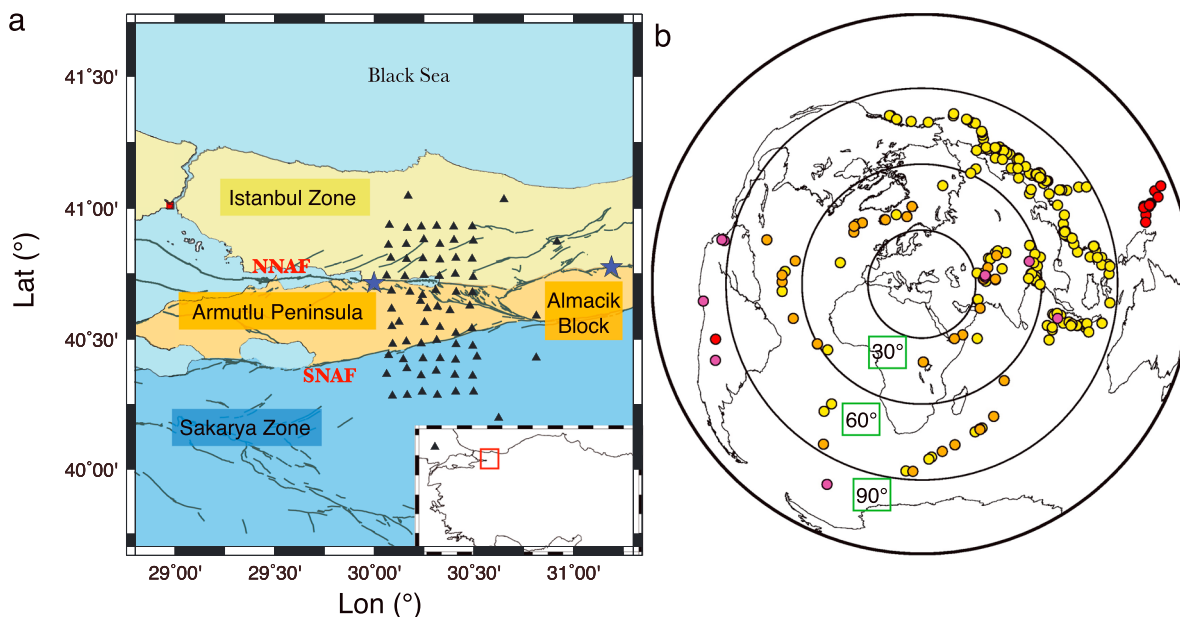 a
b
41°30'
41°00'
40°30'
40°00'
Lat (°)
Black Sea
Istanbul Zone
NNAF
Armutlu Peninsula
Almacik
Block
SNAF
Sakarya Zone
29°00'
29°30'
30°00'
30°30'
31°00'
Lon (°)
30°
60°
90°